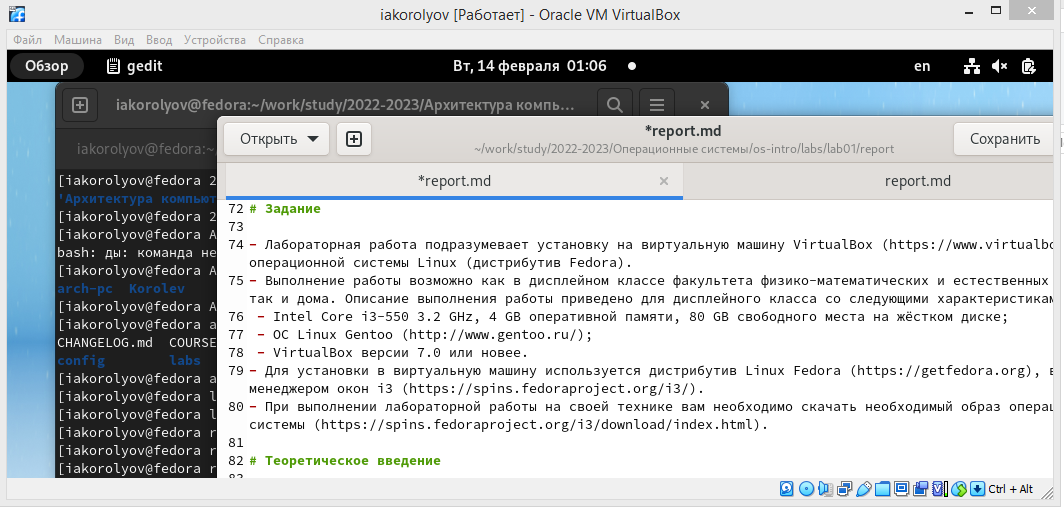 iakorolyov [Работает] - Oracle VM VirtualBox
Файл Машина Вид Ввод Устройства Справка
Обзор gedit Вт, 14 февраля 01:06 en
iakorolyov@fedora:~/work/study/2022-2023/Архитектура компь…
iakorolyov@fedora:~
Открыть *report.md Сохранить
~/work/study/2022-2023/Операционные системы/os-intro/labs/lab01/report
*report.md report.md
[iakorolyov@fedora 2
'Архитектура компьют
[iakorolyov@fedora 2
[iakorolyov@fedora А
bash: ды: команда не
[iakorolyov@fedora А
arch-pc Korolev
[iakorolyov@fedora А
[iakorolyov@fedora a
CHANGELOG.md COURSE
config labs
[iakorolyov@fedora a
[iakorolyov@fedora l
[iakorolyov@fedora l
[iakorolyov@fedora r
[iakorolyov@fedora r
[iakorolyov@fedora r
72 # Задание
73
74 - Лабораторная работа подразумевает установку на виртуальную машину VirtualBox (https://www.virtualbo
операционной системы Linux (дистрибутив Fedora).
75 - Выполнение работы возможно как в дисплейном классе факультета физико-математических и естественных
так и дома. Описание выполнения работы приведено для дисплейного класса со следующими характеристикам
76 - Intel Core i3-550 3.2 GHz, 4 GB оперативной памяти, 80 GB свободного места на жёстком диске;
77 - ОС Linux Gentoo (http://www.gentoo.ru/);
78 - VirtualBox версии 7.0 или новее.
79 - Для установки в виртуальную машину используется дистрибутив Linux Fedora (https://getfedora.org), в
менеджером окон i3 (https://spins.fedoraproject.org/i3/).
80 - При выполнении лабораторной работы на своей технике вам необходимо скачать необходимый образ операц
системы (https://spins.fedoraproject.org/i3/download/index.html).
81
82 # Теоретическое введение
Ctrl + Alt